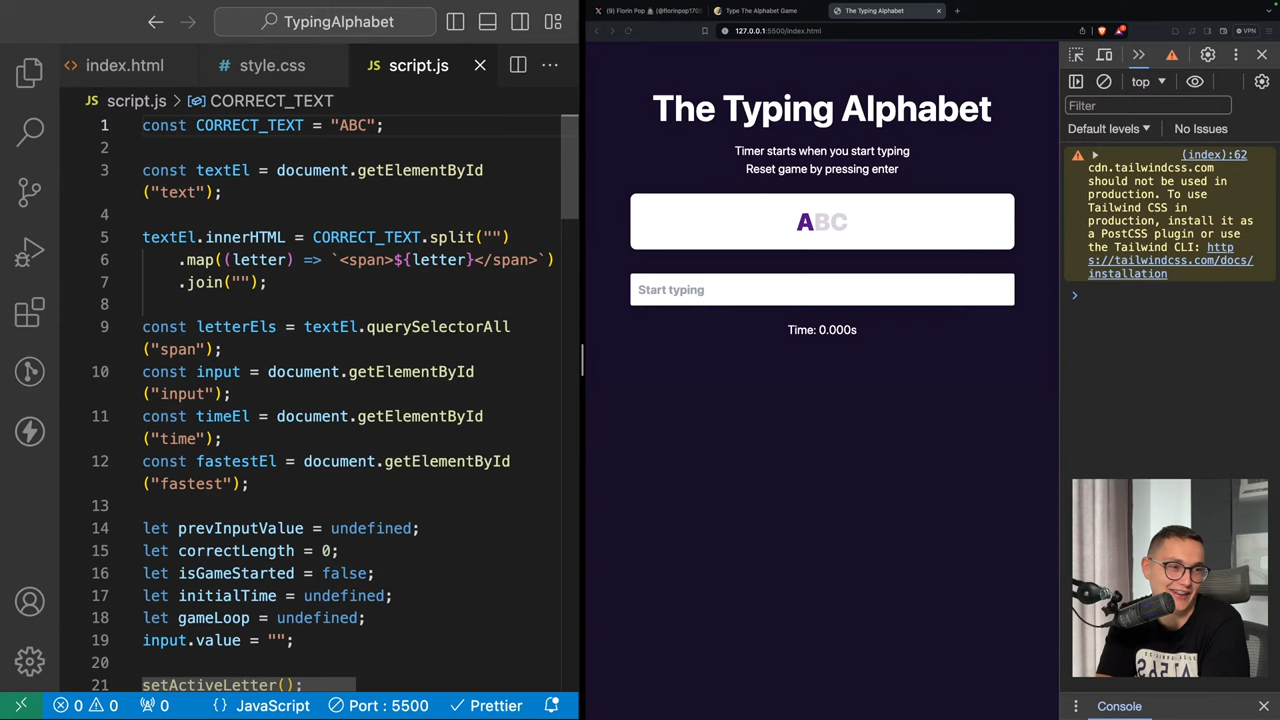 TypingAlphabet
index.html
style.css
JS script.js
JS script.js > CORRECT_TEXT
1 const CORRECT_TEXT = "ABC";
2
3 const textEl = document.getElementById
("text");
4
5 textEl.innerHTML = CORRECT_TEXT.split("")
6 .map((letter) => `<span>${letter}</span>`)
7 .join("");
8
9 const letterEls = textEl.querySelectorAll
("span");
10 const input = document.getElementById
("input");
11 const timeEl = document.getElementById
("time");
12 const fastestEl = document.getElementById
("fastest");
13
14 let prevInputValue = undefined;
15 let correctLength = 0;
16 let isGameStarted = false;
17 let initialTime = undefined;
18 let gameLoop = undefined;
19 input.value = "";
20
21 setActiveLetter();
0 0 0 {} JavaScript Port : 5500 Prettier
Type The Alphabet Game
The Typing Alphabet
127.0.0.1:5500/index.html
VPN
The Typing Alphabet
Timer starts when you start typing
Reset game by pressing enter
ABC
Start typing
Time: 0.000s
top
Filter
Default levels No Issues
(index):62
cdn.tailwindcss.com
should not be used in
production. To use
Tailwind CSS in
production, install it as
a PostCSS plugin or use
the Tailwind CLI: http
s://tailwindcss.com/docs/
installation
Console